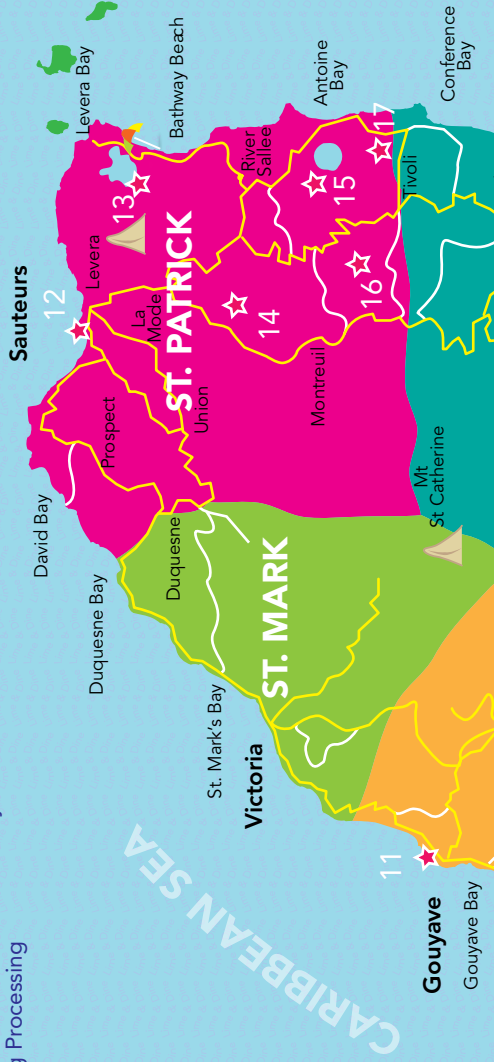 g Processing
CARIBBEAN SEA
Gouyave
Gouyave Bay
11
Victoria
St. Mark's Bay
ST. MARK
Duquesne Bay
Duquesne
David Bay
Mt
St Catherine
Prospect
Union
Sauteurs
12
La
Mode
ST. PATRICK
Montreuil
Levera
13
14
15
16
17
River
Sallee
Tivoli
Levera Bay
Bathway Beach
Antoine
Bay
Conference
Bay